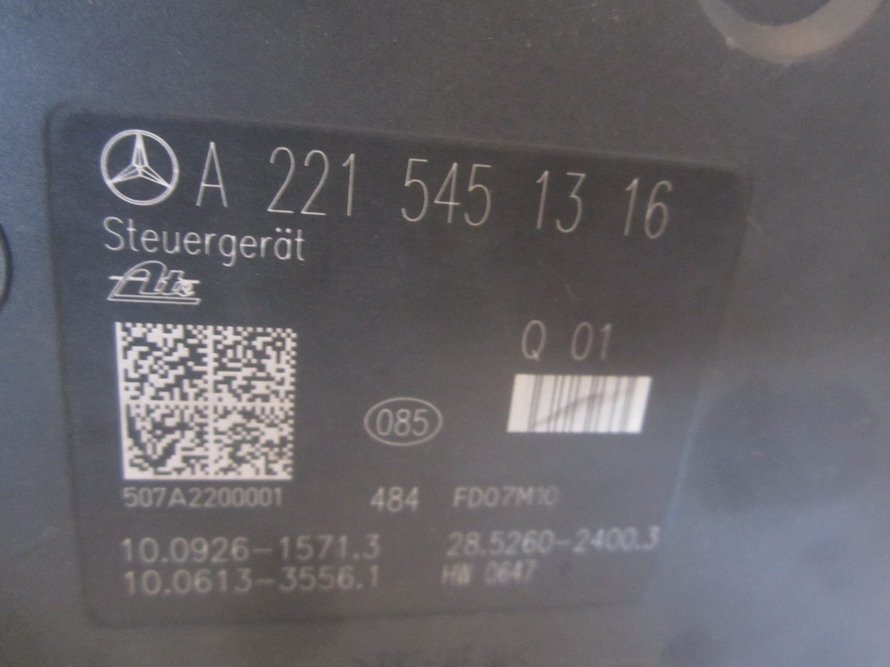 A 221 545 13 16
Steuergerät
Ate
Q 01
085
507A2200001 484 FD07M10
10.0926-1571.3 28.5260-2400.3
10.0613-3556.1 HW 0647